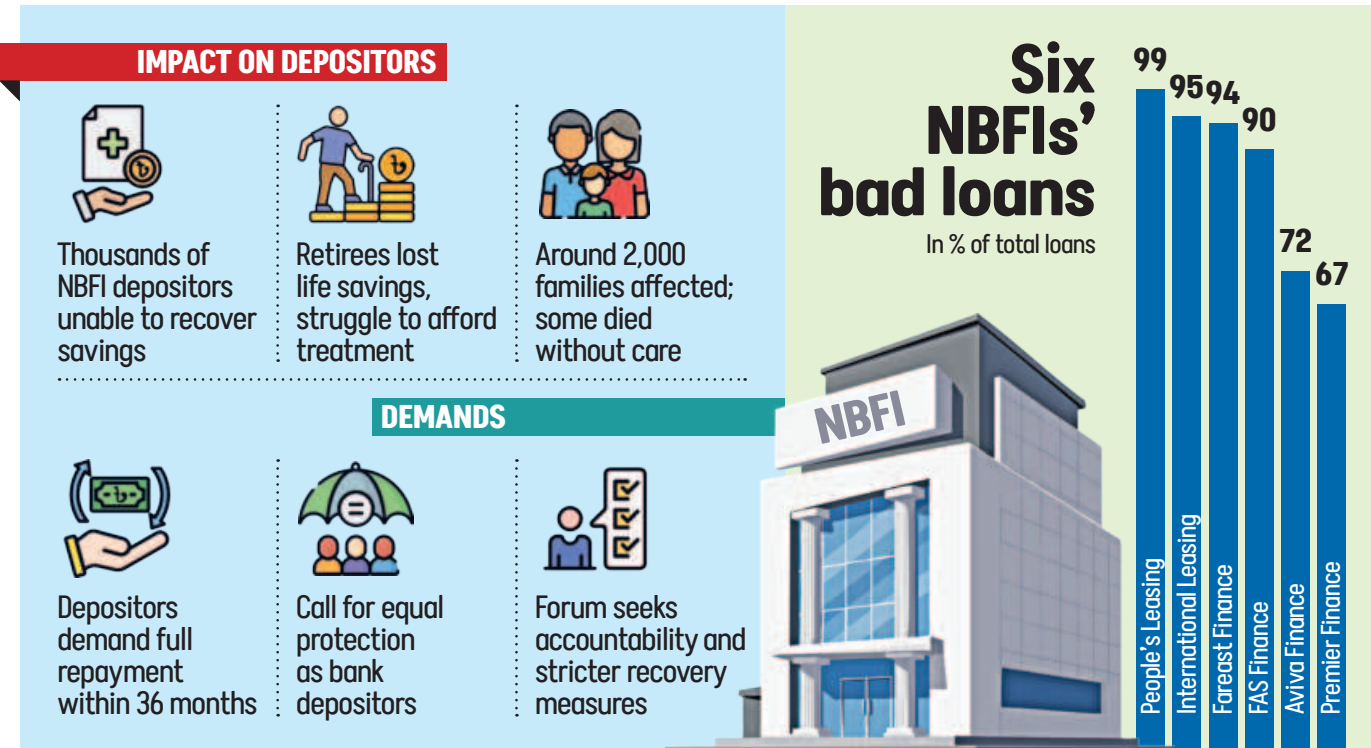 IMPACT ON DEPOSITORS
Thousands of
NBFI depositors
unable to recover
savings
Retirees lost
life savings,
struggle to afford
treatment
Around 2,000
families affected;
some died
without care
DEMANDS
Depositors
demand full
repayment
within 36 months
Call for equal
protection
as bank
depositors
Forum seeks
accountability and
stricter recovery
measures
NBFI
Six
NBFIs’
bad loans
In % of total loans
99
95
94
90
72
67
People's Leasing
International Leasing
Fareast Finance
FAS Finance
Aviva Finance
Premier Finance
৳
৳
৳